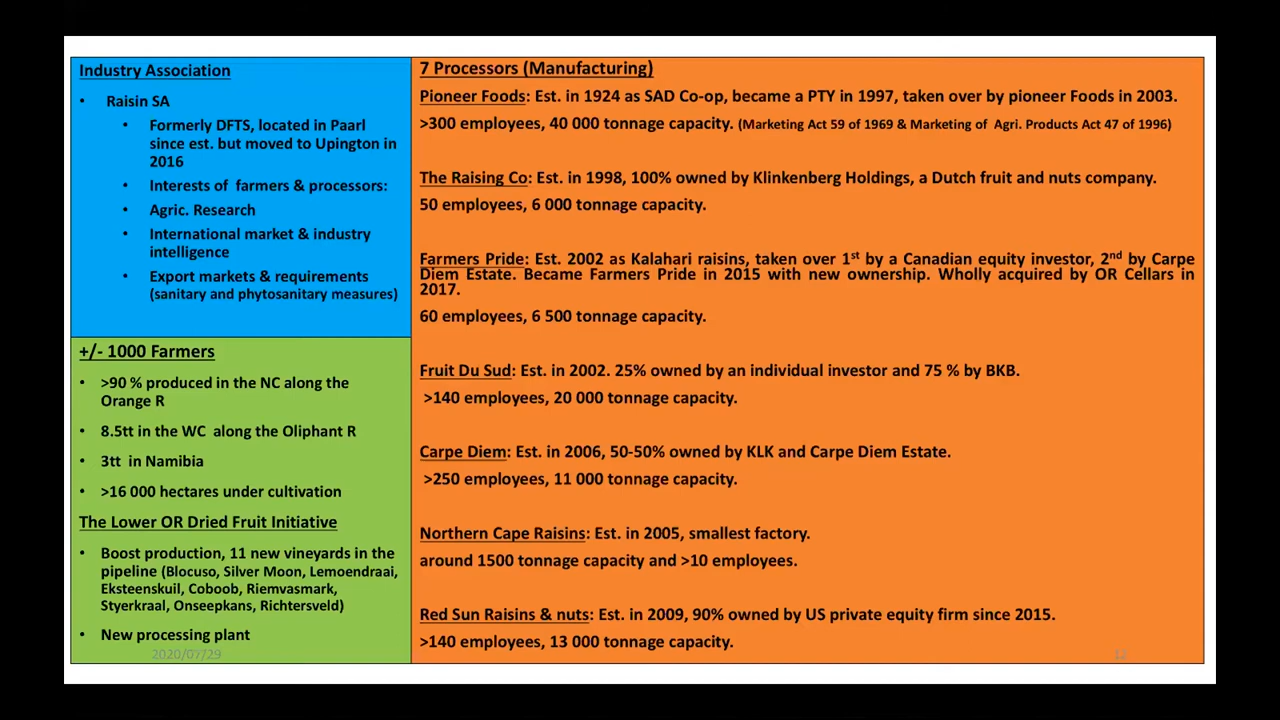 Industry Association
• Raisin SA
• Formerly DFTS, located in Paarl
since est. but moved to Upington in
2016
• Interests of farmers & processors:
• Agric. Research
• International market & industry
intelligence
• Export markets & requirements
(sanitary and phytosanitary measures)
+/- 1000 Farmers
• >90 % produced in the NC along the
Orange R
• 8.5tt in the WC along the Oliphant R
• 3tt in Namibia
• >16 000 hectares under cultivation
The Lower OR Dried Fruit Initiative
• Boost production, 11 new vineyards in the
pipeline (Blocuso, Silver Moon, Lemoendraai,
Eksteenskuil, Coboob, Riemvasmark,
Styerkraal, Onseepkans, Richtersveld)
• New processing plant
2020/07/29
7 Processors (Manufacturing)
Pioneer Foods: Est. in 1924 as SAD Co-op, became a PTY in 1997, taken over by pioneer Foods in 2003.
>300 employees, 40 000 tonnage capacity. (Marketing Act 59 of 1969 & Marketing of Agri. Products Act 47 of 1996)
The Raising Co: Est. in 1998, 100% owned by Klinkenberg Holdings, a Dutch fruit and nuts company.
50 employees, 6 000 tonnage capacity.
Farmers Pride: Est. 2002 as Kalahari raisins, taken over 1st by a Canadian equity investor, 2nd by Carpe
Diem Estate. Became Farmers Pride in 2015 with new ownership. Wholly acquired by OR Cellars in
2017.
60 employees, 6 500 tonnage capacity.
Fruit Du Sud: Est. in 2002. 25% owned by an individual investor and 75 % by BKB.
>140 employees, 20 000 tonnage capacity.
Carpe Diem: Est. in 2006, 50-50% owned by KLK and Carpe Diem Estate.
>250 employees, 11 000 tonnage capacity.
Northern Cape Raisins: Est. in 2005, smallest factory.
around 1500 tonnage capacity and >10 employees.
Red Sun Raisins & nuts: Est. in 2009, 90% owned by US private equity firm since 2015.
>140 employees, 13 000 tonnage capacity.
12